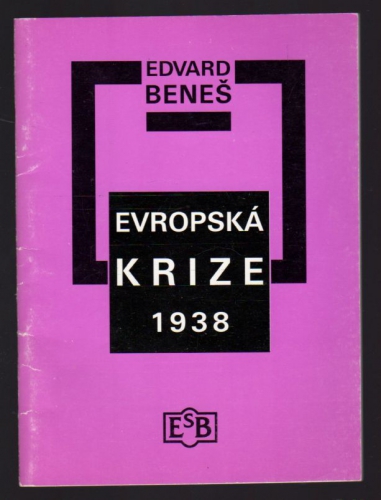 EDVARD
BENEŠ
EVROPSKÁ
KRIZE
1938
ESB